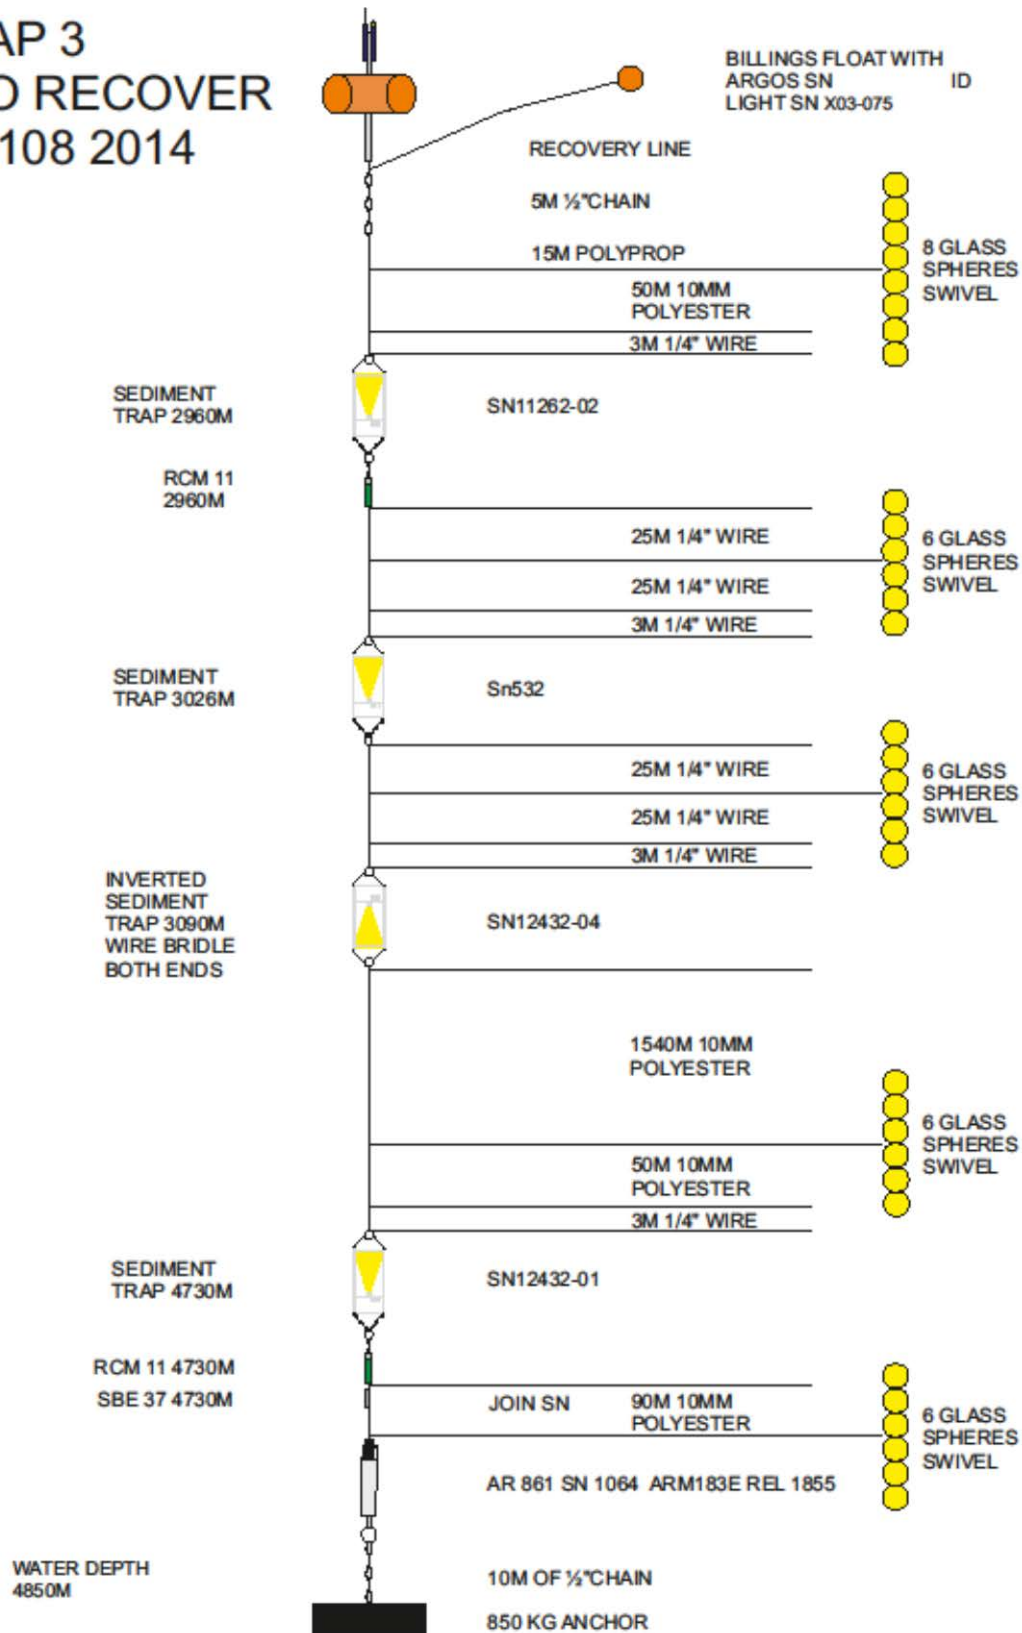 AP 3
O RECOVER
108 2014
BILLINGS FLOAT WITH
ARGOS SN ID
LIGHT SN X03-075
RECOVERY LINE
5M ½"CHAIN
15M POLYPROP
8 GLASS
SPHERES
SWIVEL
50M 10MM
POLYESTER
3M 1/4" WIRE
SEDIMENT
TRAP 2960M
SN11262-02
RCM 11
2960M
25M 1/4" WIRE
6 GLASS
SPHERES
SWIVEL
25M 1/4" WIRE
3M 1/4" WIRE
SEDIMENT
TRAP 3026M
Sn532
25M 1/4" WIRE
6 GLASS
SPHERES
SWIVEL
25M 1/4" WIRE
3M 1/4" WIRE
INVERTED
SEDIMENT
TRAP 3090M
WIRE BRIDLE
BOTH ENDS
SN12432-04
1540M 10MM
POLYESTER
6 GLASS
SPHERES
SWIVEL
50M 10MM
POLYESTER
3M 1/4" WIRE
SEDIMENT
TRAP 4730M
SN12432-01
RCM 11 4730M
SBE 37 4730M
JOIN SN
90M 10MM
POLYESTER
6 GLASS
SPHERES
SWIVEL
AR 861 SN 1064 ARM183E REL 1855
WATER DEPTH
4850M
10M OF ½"CHAIN
850 KG ANCHOR